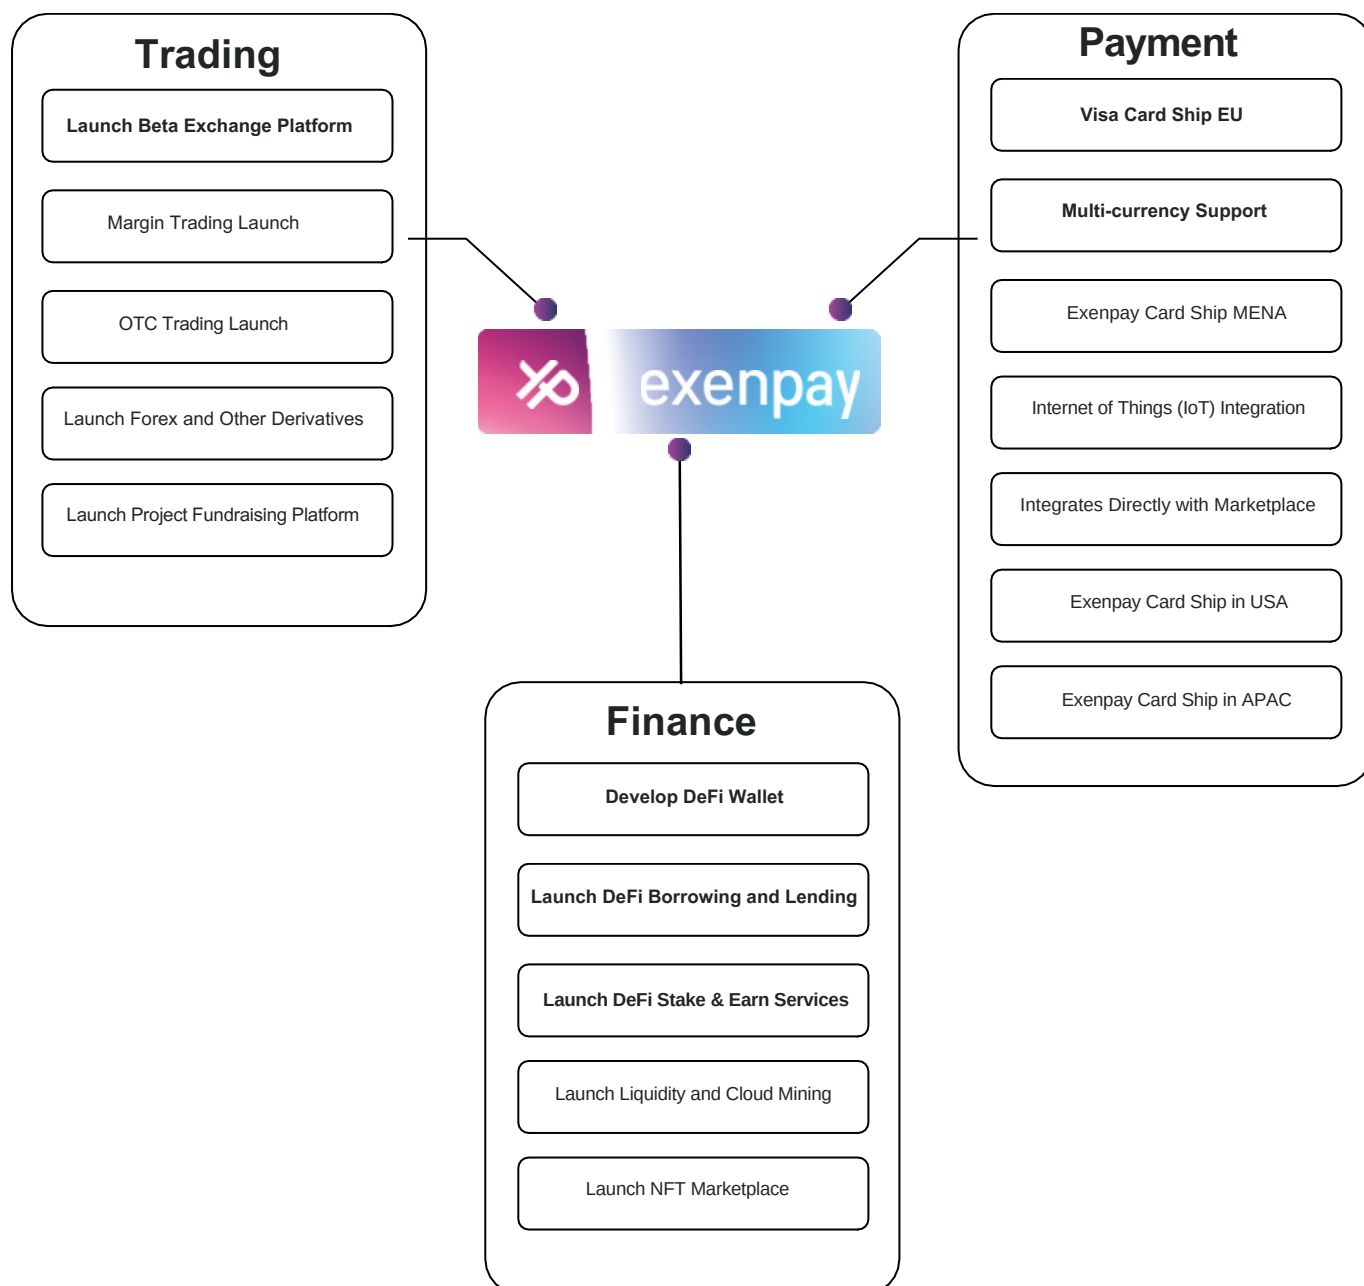 Trading
Launch Beta Exchange Platform
Margin Trading Launch
OTC Trading Launch
Launch Forex and Other Derivatives
Launch Project Fundraising Platform
Payment
Visa Card Ship EU
Multi-currency Support
Exenpay Card Ship MENA
Internet of Things (IoT) Integration
Integrates Directly with Marketplace
Exenpay Card Ship in USA
Exenpay Card Ship in APAC
XP exenpay
Finance
Develop DeFi Wallet
Launch DeFi Borrowing and Lending
Launch DeFi Stake & Earn Services
Launch Liquidity and Cloud Mining
Launch NFT Marketplace